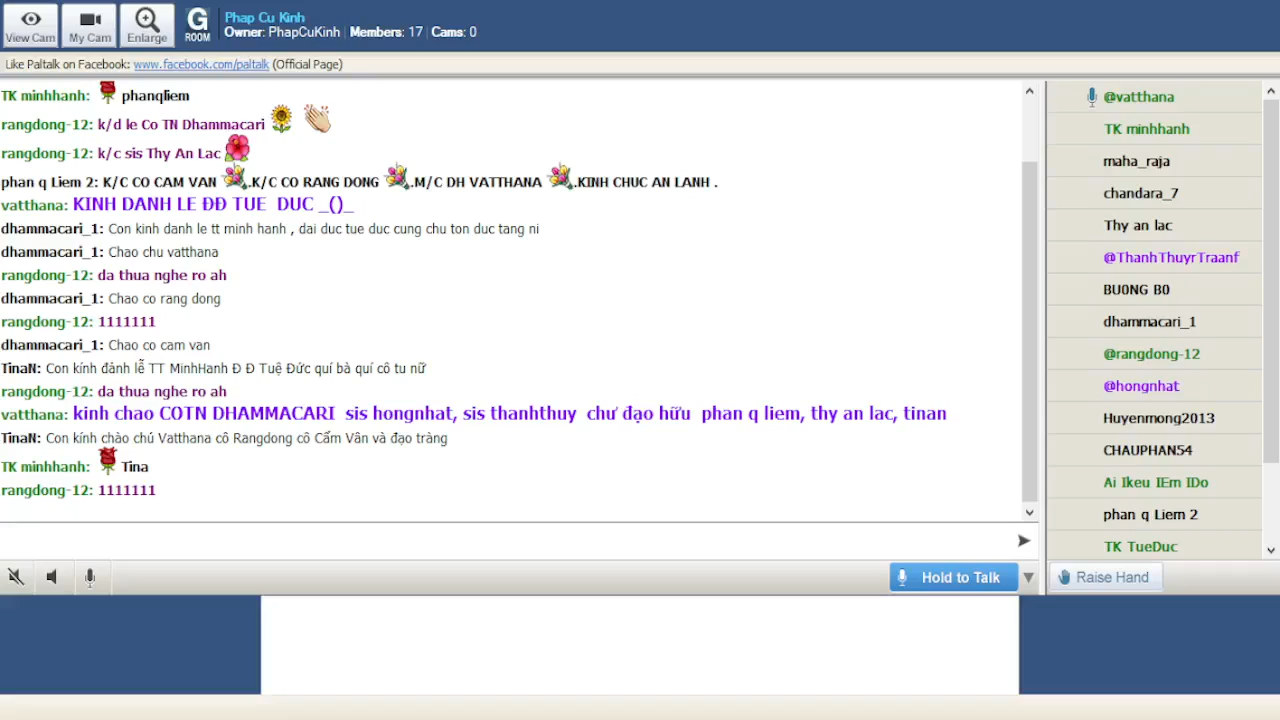 View Cam
My Cam
Enlarge
G
ROOM
Phap Cu Kinh
Owner: PhapCuKinh | Members: 17 | Cams: 0
Like Paltalk on Facebook: www.facebook.com/paltalk (Official Page)
TK minhhanh: phanqliem
rangdong-12: k/d le Co TN Dhammacari
rangdong-12: k/c sis Thy An Lac
phan q Liem 2: K/C CO CAM VAN .K/C CO RANG DONG .M/C DH VATTHANA .KINH CHUC AN LANH .
vatthana: KINH DANH LE ĐĐ TUE DUC _()_
dhammacari_1: Con kinh danh le tt minh hanh , dai duc tue duc cung chu ton duc tang ni
dhammacari_1: Chao chu vatthana
rangdong-12: da thua nghe ro ah
dhammacari_1: Chao co rang dong
rangdong-12: 1111111
dhammacari_1: Chao co cam van
TinaN: Con kính đảnh lễ TT MinhHanh Đ Đ Tuệ Đức quí bà quí cô tu nữ
rangdong-12: da thua nghe ro ah
vatthana: kinh chao COTN DHAMMACARI sis hongnhat, sis thanhthuy chư đạo hữu phan q liem, thy an lac, tinan
TinaN: Con kính chào chú Vatthana cô Rangdong cô Cẩm Vân và đạo tràng
TK minhhanh: Tina
rangdong-12: 1111111
Hold to Talk
@vatthana
TK minhhanh
maha_raja
chandara_7
Thy an lac
@ThanhThuyrTraanf
BU0NG B0
dhammacari_1
@rangdong-12
@hongnhat
Huyenmong2013
CHAUPHAN54
Ai Ikeu IEm IDo
phan q Liem 2
TK TueDuc
Raise Hand